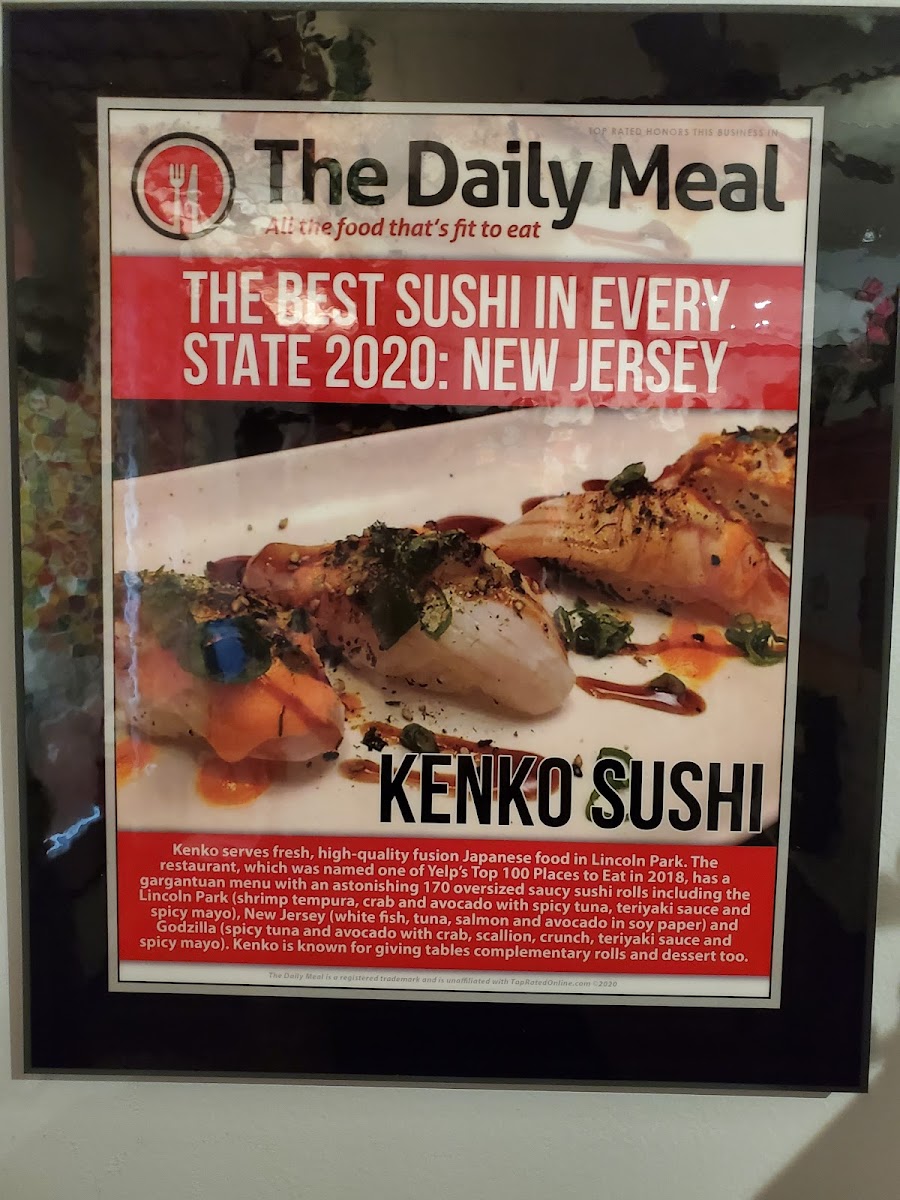 TOP RATED HONORS THIS BUSINESS IN
The Daily Meal
All the food that's fit to eat
THE BEST SUSHI IN EVERY
STATE 2020: NEW JERSEY
KENKO SUSHI
Kenko serves fresh, high-quality fusion Japanese food in Lincoln Park. The
restaurant, which was named one of Yelp's Top 100 Places to Eat in 2018, has a
gargantuan menu with an astonishing 170 oversized saucy sushi rolls including the
Lincoln Park (shrimp tempura, crab and avocado with spicy tuna, teriyaki sauce and
spicy mayo), New Jersey (white fish, tuna, salmon and avocado in soy paper) and
Godzilla (spicy tuna and avocado with crab, scallion, crunch, teriyaki sauce and
spicy mayo). Kenko is known for giving tables complementary rolls and dessert too.
The Daily Meal is a registered trademark and is unaffiliated with TopRatedOnline.com ©2020